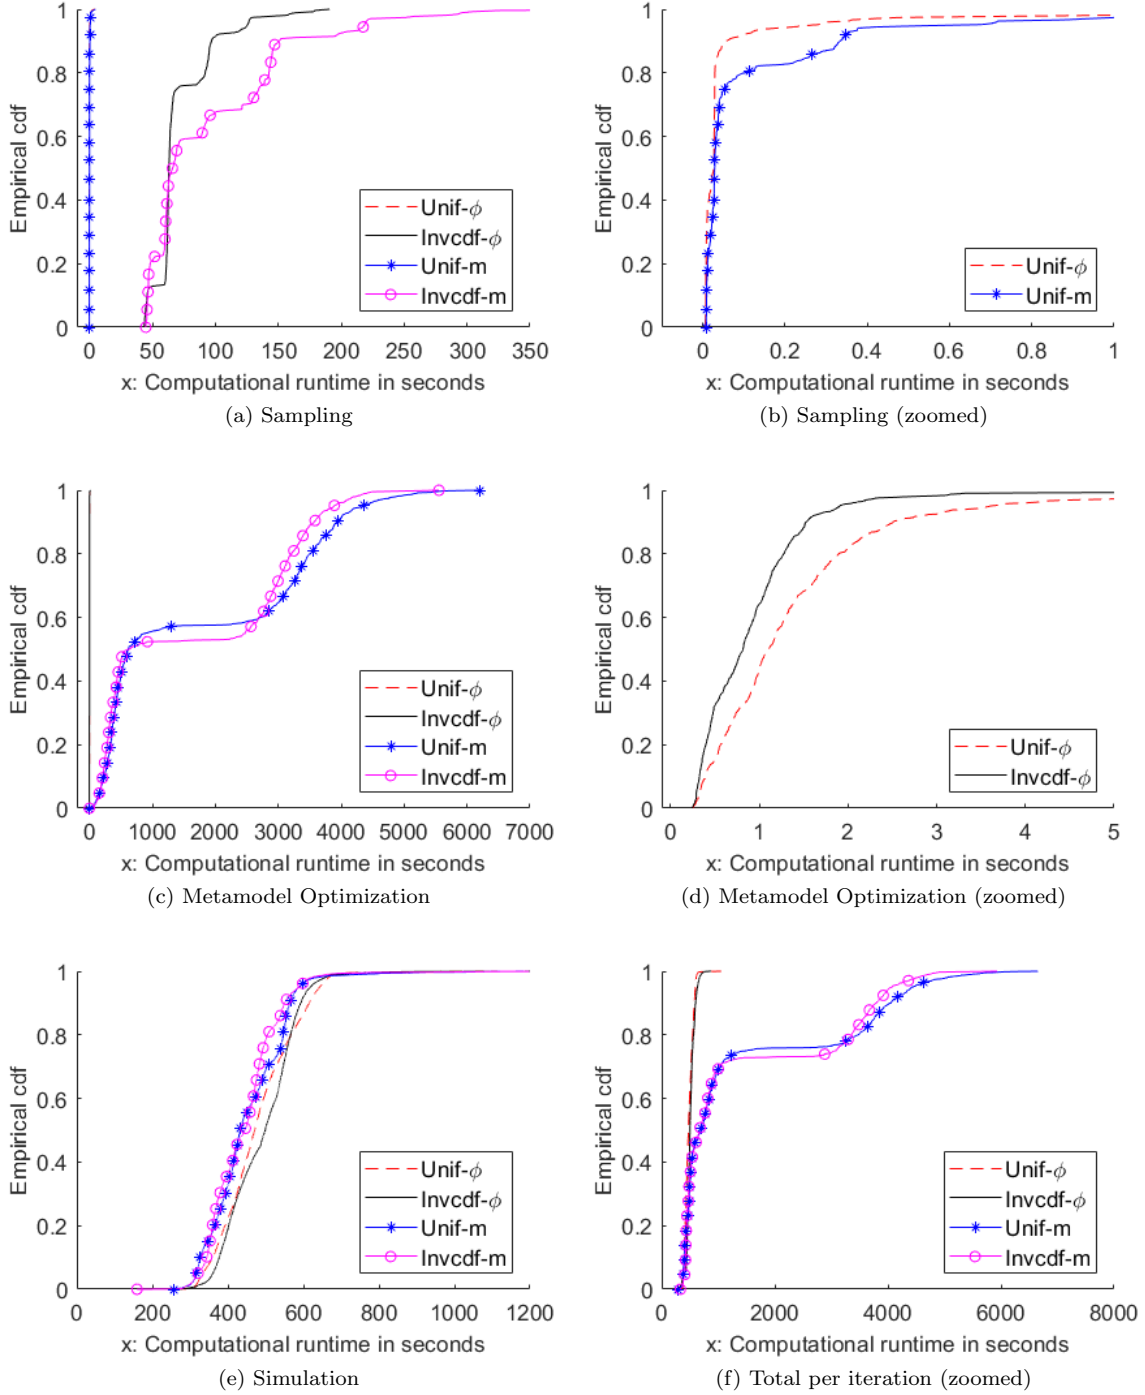 Empirical cdf
1
0.8
0.6
0.4
0.2
0
0 50 100 150 200 250 300 350
Unif-ϕ
Invcdf-ϕ
Unif-m
Invcdf-m
x: Computational runtime in seconds
(a) Sampling
Empirical cdf
1
0.8
0.6
0.4
0.2
0
0 0.2 0.4 0.6 0.8 1
Unif-ϕ
Unif-m
x: Computational runtime in seconds
(b) Sampling (zoomed)
Empirical cdf
1
0.8
0.6
0.4
0.2
0
0 1000 2000 3000 4000 5000 6000 7000
Unif-ϕ
Invcdf-ϕ
Unif-m
Invcdf-m
x: Computational runtime in seconds
(c) Metamodel Optimization
Empirical cdf
1
0.8
0.6
0.4
0.2
0
0 1 2 3 4 5
Unif-ϕ
Invcdf-ϕ
x: Computational runtime in seconds
(d) Metamodel Optimization (zoomed)
Empirical cdf
1
0.8
0.6
0.4
0.2
0
0 200 400 600 800 1000 1200
Unif-ϕ
Invcdf-ϕ
Unif-m
Invcdf-m
x: Computational runtime in seconds
(e) Simulation
Empirical cdf
1
0.8
0.6
0.4
0.2
0
0 2000 4000 6000 8000
Unif-ϕ
Invcdf-ϕ
Unif-m
Invcdf-m
x: Computational runtime in seconds
(f) Total per iteration (zoomed)